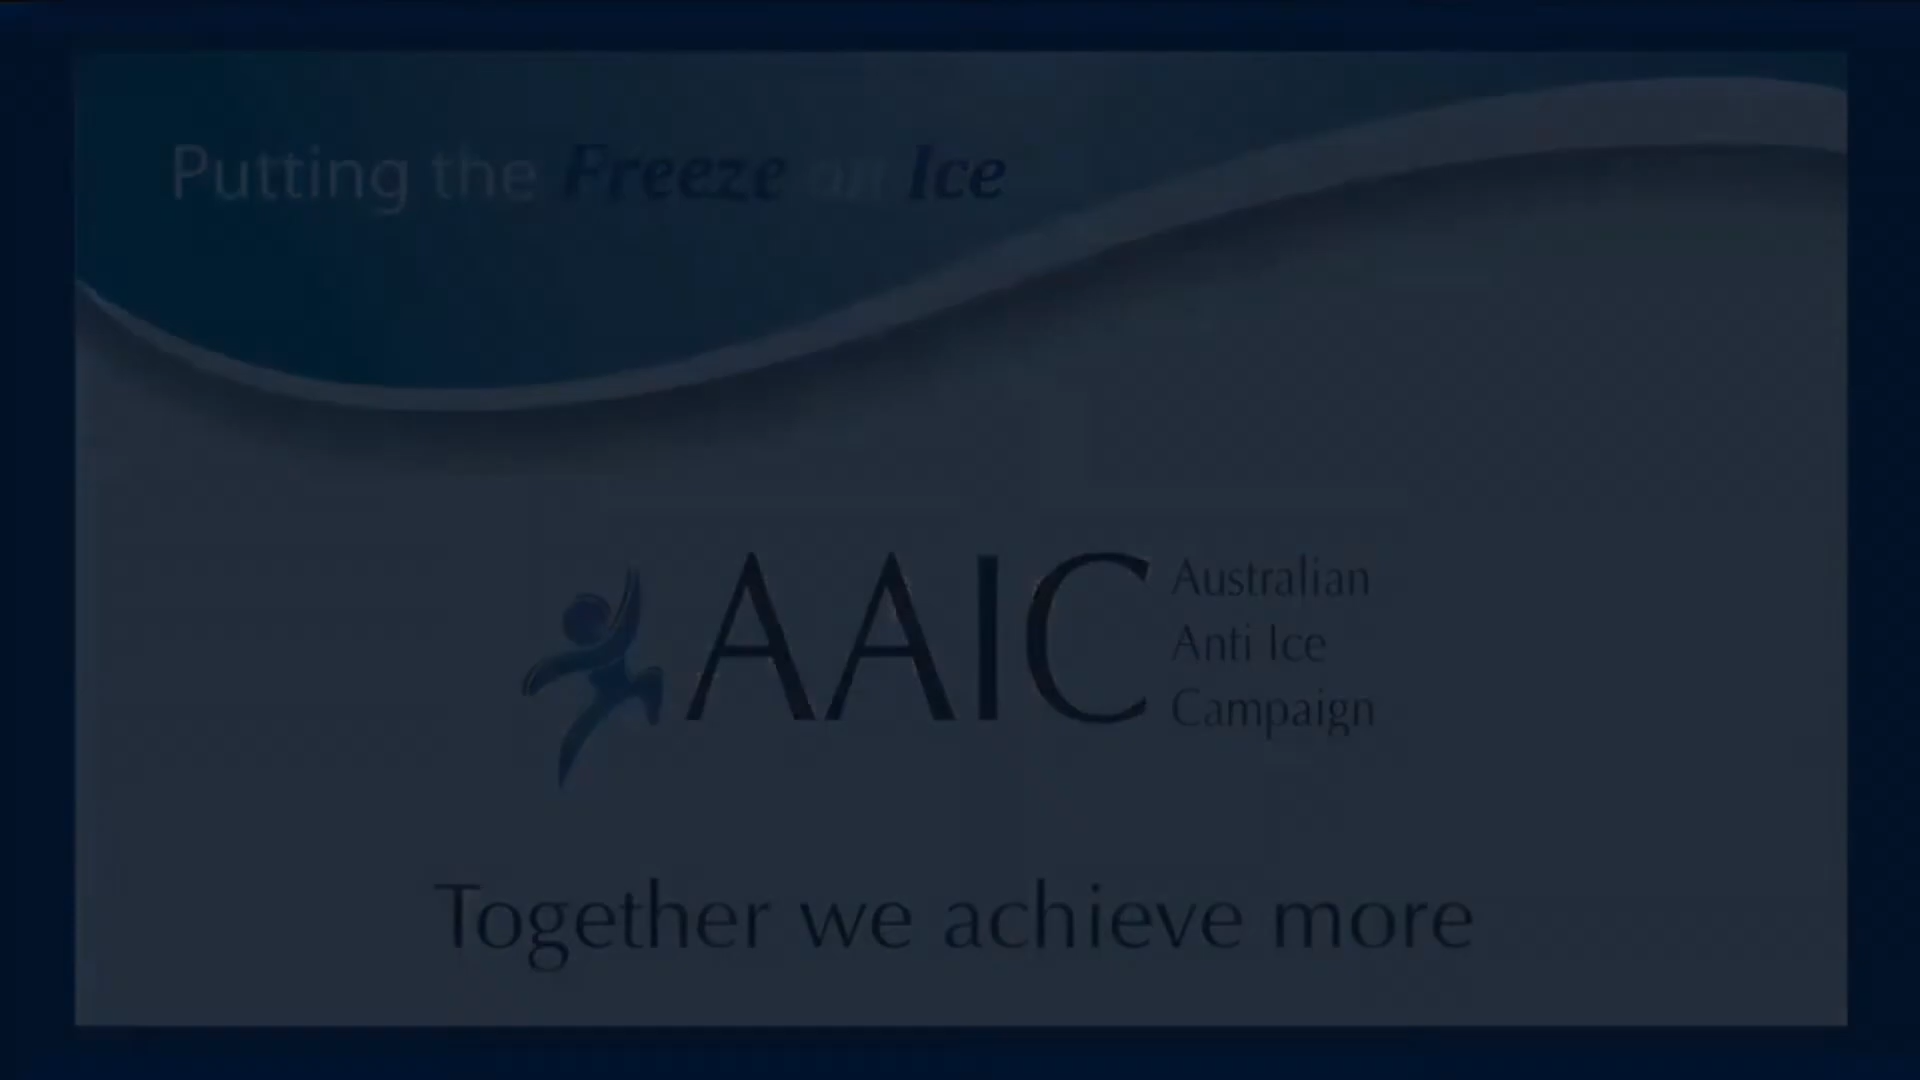 Putting the Freeze on Ice
AAIC
Australian
Anti Ice
Campaign
Together we achieve more